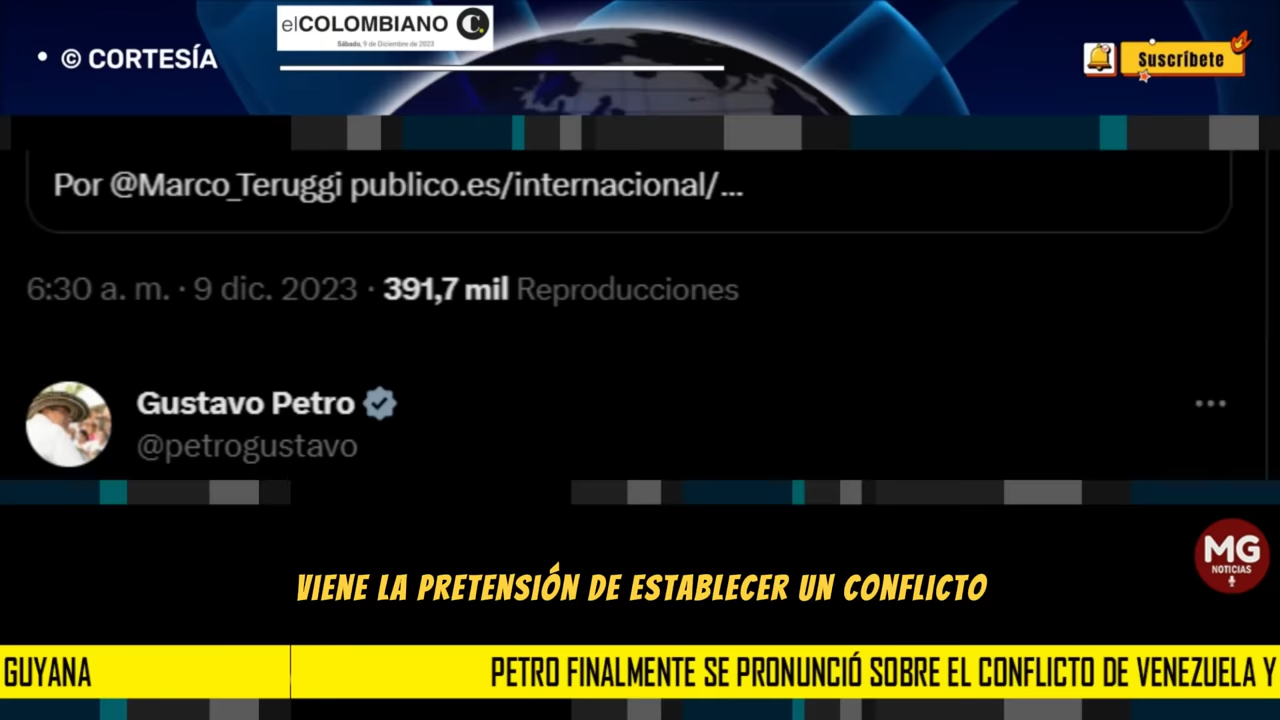 elCOLOMBIANO C.
Sábado, 9 de Diciembre de 2023
• © CORTESÍA
Suscríbete
Por @Marco_Teruggi publico.es/internacional/...
6:30 a. m. · 9 dic. 2023 · 391,7 mil Reproducciones
Gustavo Petro
@petrogustavo
MG
NOTICIAS
VIENE LA PRETENSIÓN DE ESTABLECER UN CONFLICTO
GUYANA
PETRO FINALMENTE SE PRONUNCIÓ SOBRE EL CONFLICTO DE VENEZUELA Y